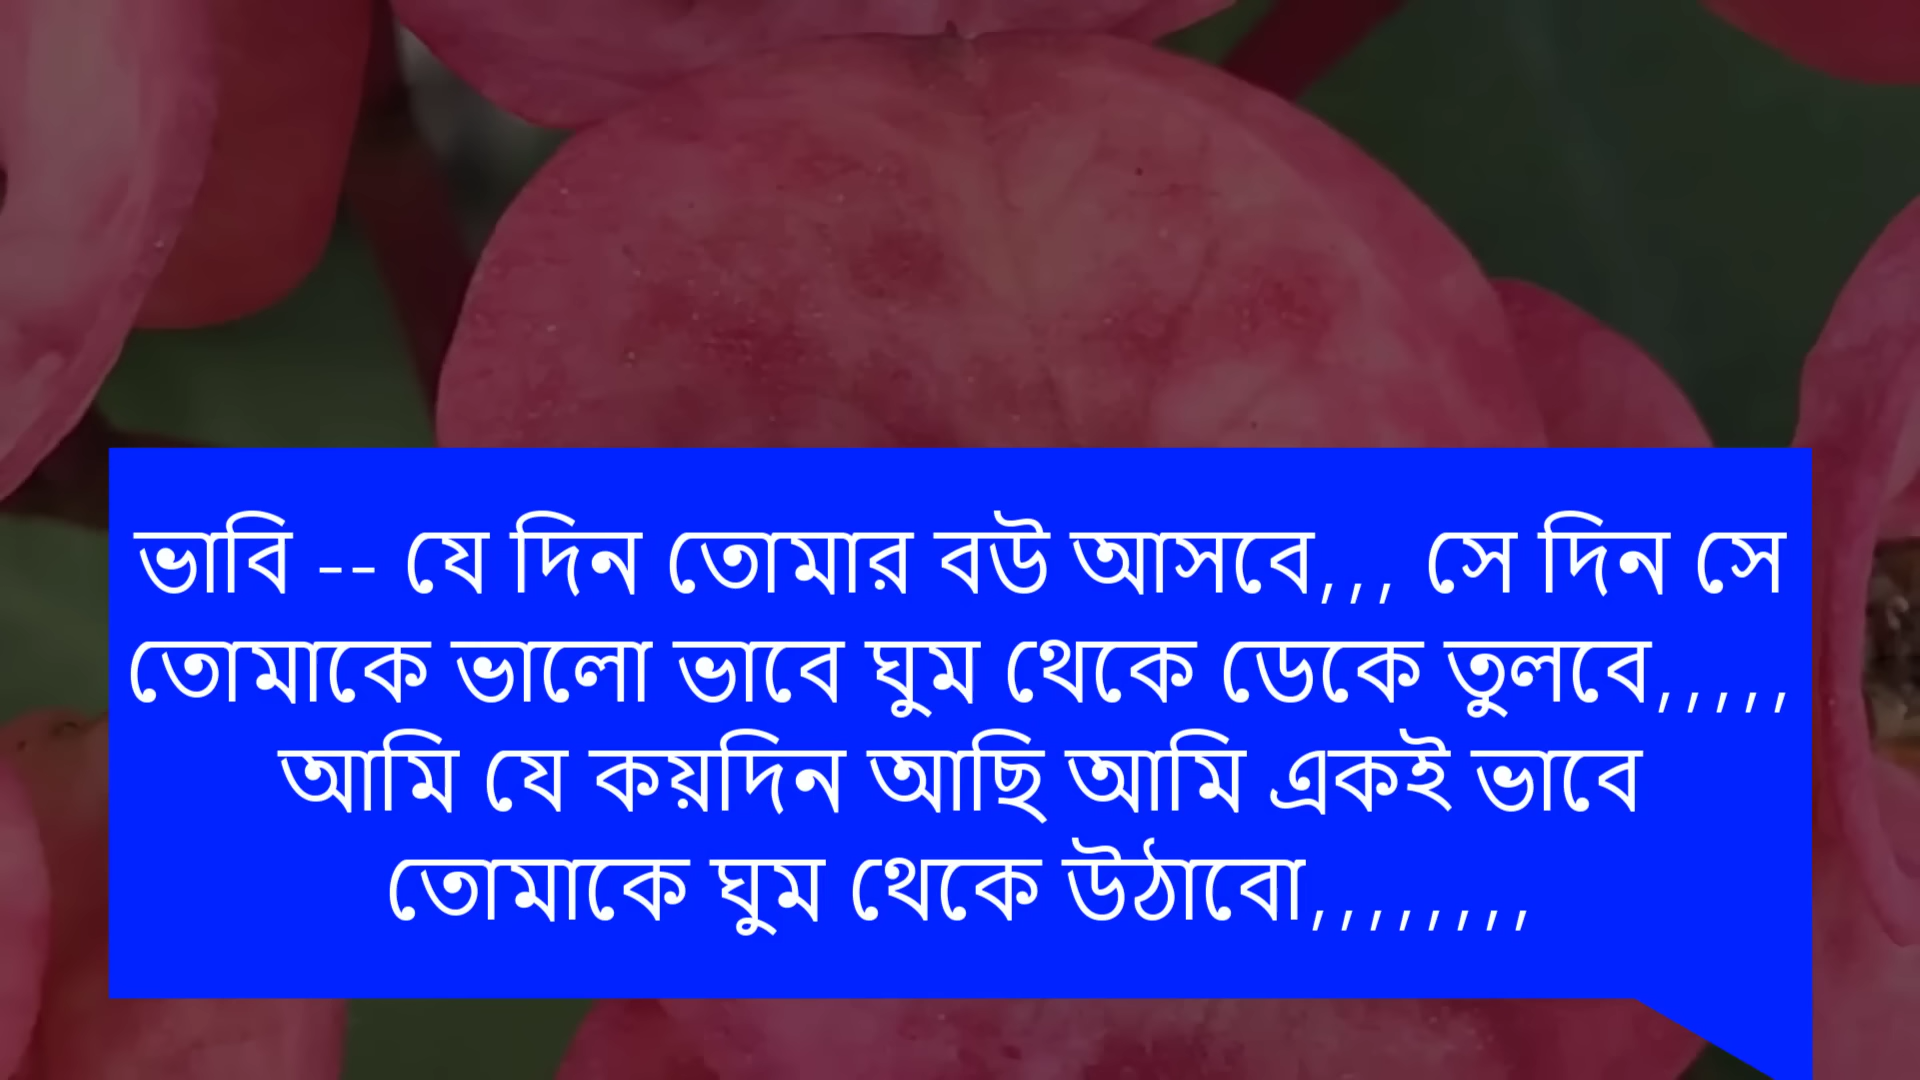 ভাবি -- যে দিন তোমার বউ আসবে,,, সে দিন সে
তোমাকে ভালো ভাবে ঘুম থেকে ডেকে তুলবে,,,,,
আমি যে কয়দিন আছি আমি একই ভাবে
তোমাকে ঘুম থেকে উঠাবো,,,,,,,,